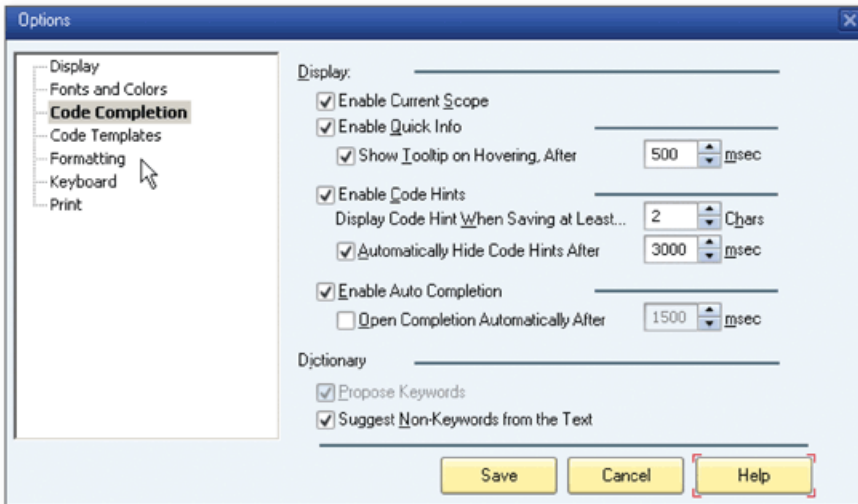 Options
Display
Fonts and Colors
Code Completion
Code Templates
Formatting
Keyboard
Print
Display:
Enable Current Scope
Enable Quick Info
Show Tooltip on Hovering, After 500 msec
Enable Code Hints
Display Code Hint When Saving at Least... 2 Chars
Automatically Hide Code Hints After 3000 msec
Enable Auto Completion
Open Completion Automatically After 1500 msec
Dictionary
Propose Keywords
Suggest Non-Keywords from the Text
Save Cancel Help